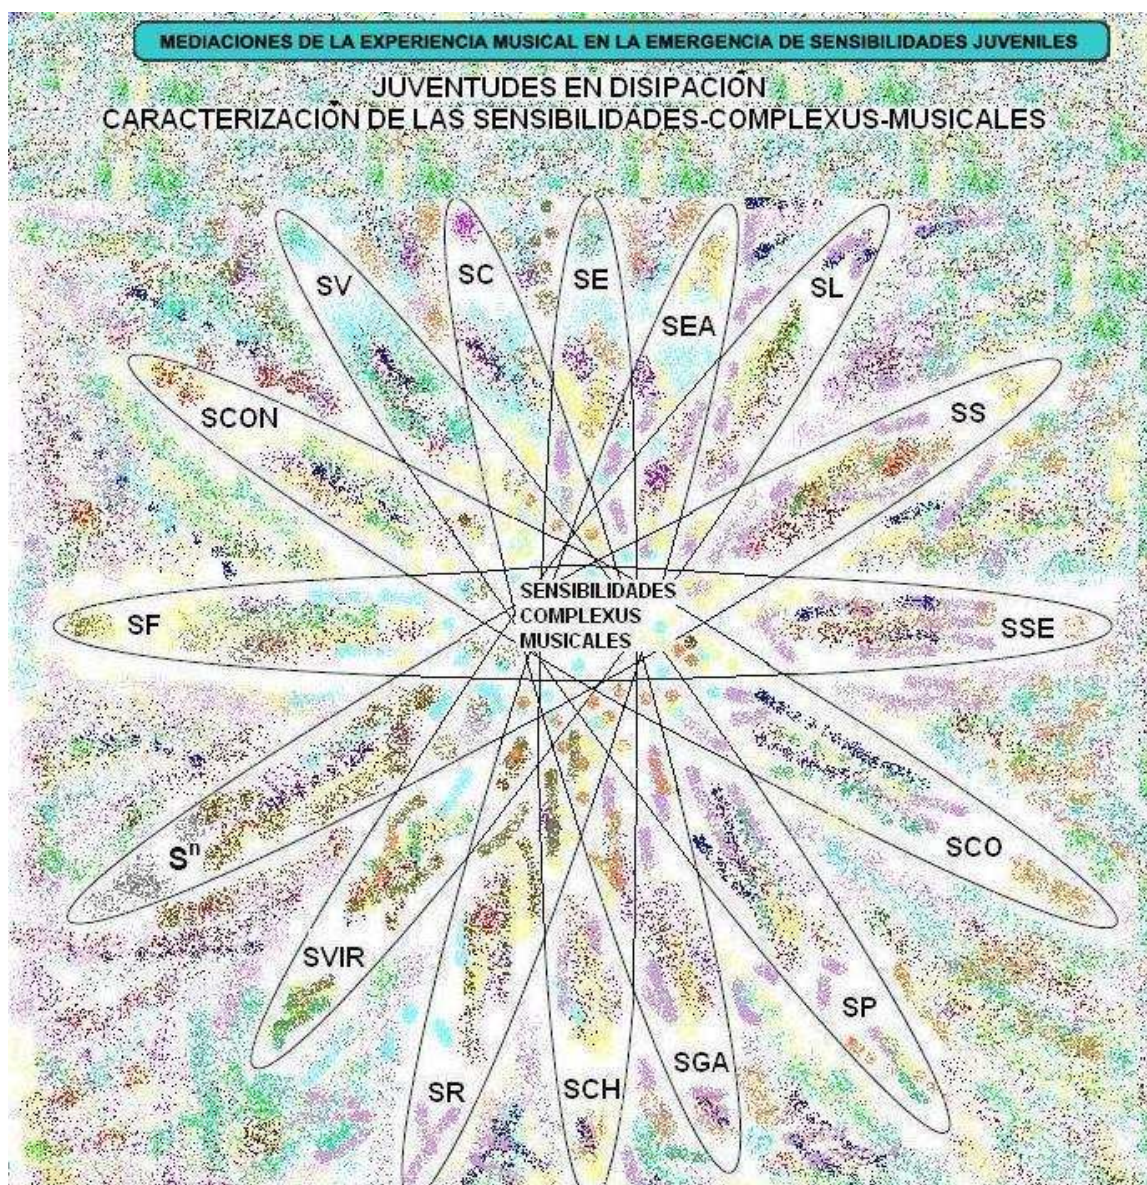 MEDIACIONES DE LA EXPERIENCIA MUSICAL EN LA EMERGENCIA DE SENSIBILIDADES JUVENILES
JUVENTUDES EN DISIPACIÓN
CARACTERIZACIÓN DE LAS SENSIBILIDADES-COMPLEXUS-MUSICALES
SV
SC
SE
SEA
SL
SCON
SS
SENSIBILIDADES
COMPLEXUS
MUSICALES
SF
SSE
Sⁿ
SCO
SVIR
SP
SR
SCH
SGA